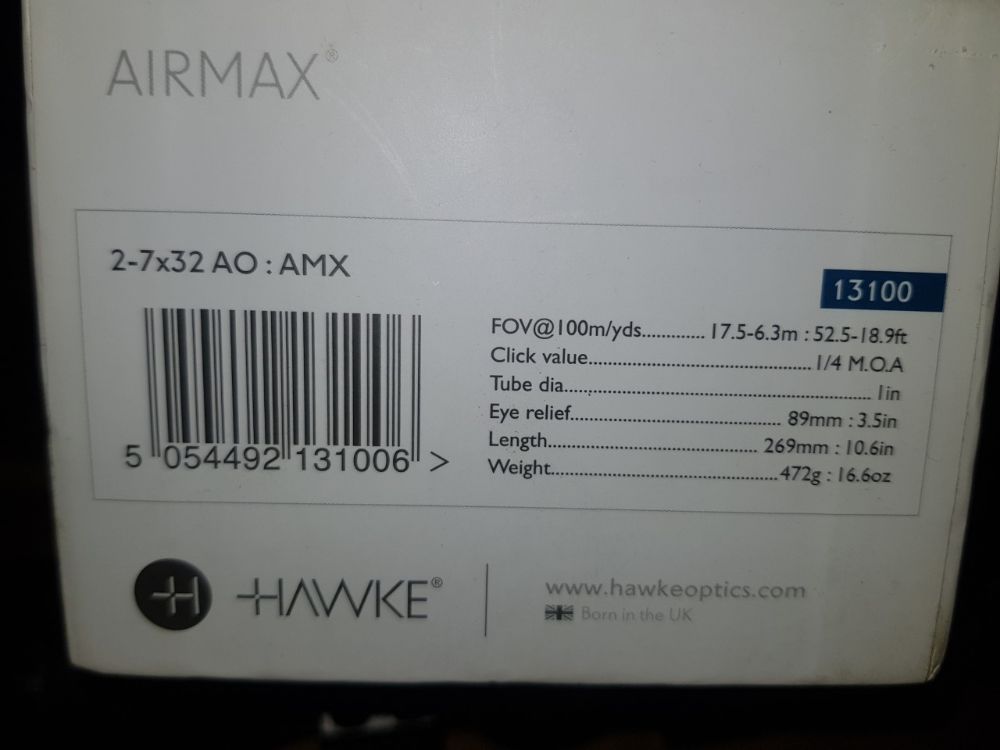 AIRMAX®
2-7x32 AO : AMX
13100
FOV@100m/yds............ 17.5-6.3m : 52.5-18.9ft
Click value.......................................... 1/4 M.O.A
Tube dia.......................................................... 1in
Eye relief........................................ 89mm : 3.5in
Length........................................ 269mm : 10.6in
Weight........................................... 472g : 16.6oz
5 054492 131006 >
HAWKE®
www.hawkeoptics.com
Born in the UK